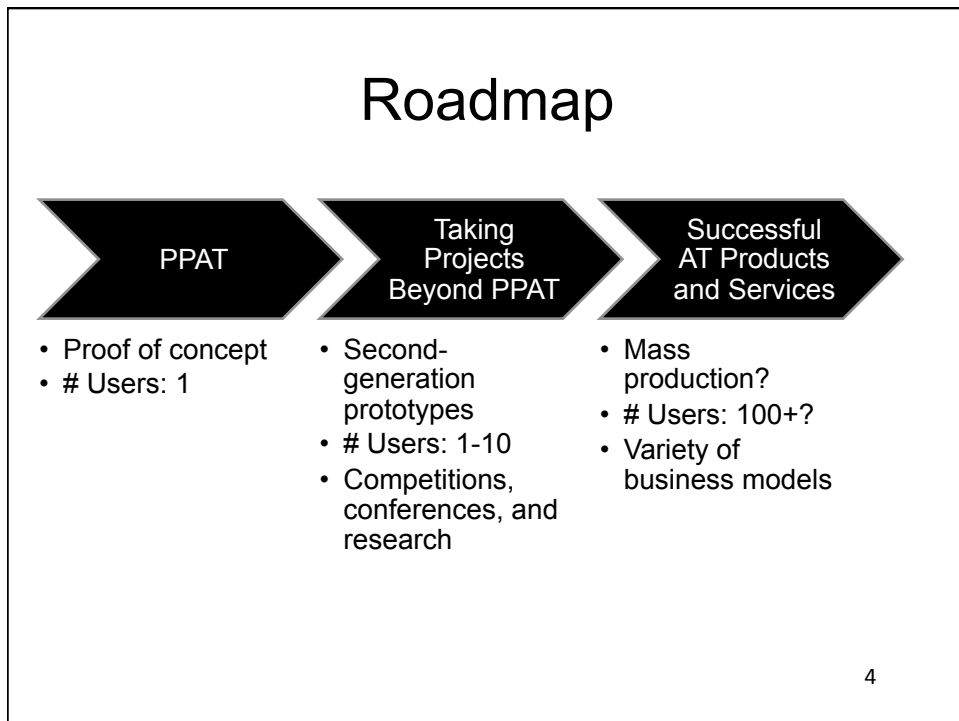 Roadmap
PPAT
• Proof of concept
• # Users: 1
Taking
Projects
Beyond PPAT
• Second-
generation
prototypes
• # Users: 1-10
• Competitions,
conferences, and
research
Successful
AT Products
and Services
• Mass
production?
• # Users: 100+?
• Variety of
business models
4